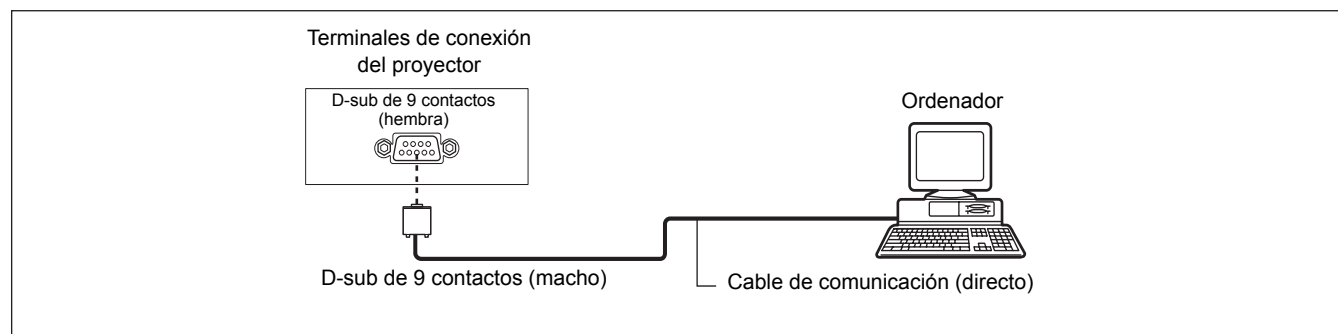 Terminales de conexión
del proyector
D-sub de 9 contactos
(hembra)
Ordenador
D-sub de 9 contactos (macho)
Cable de comunicación (directo)